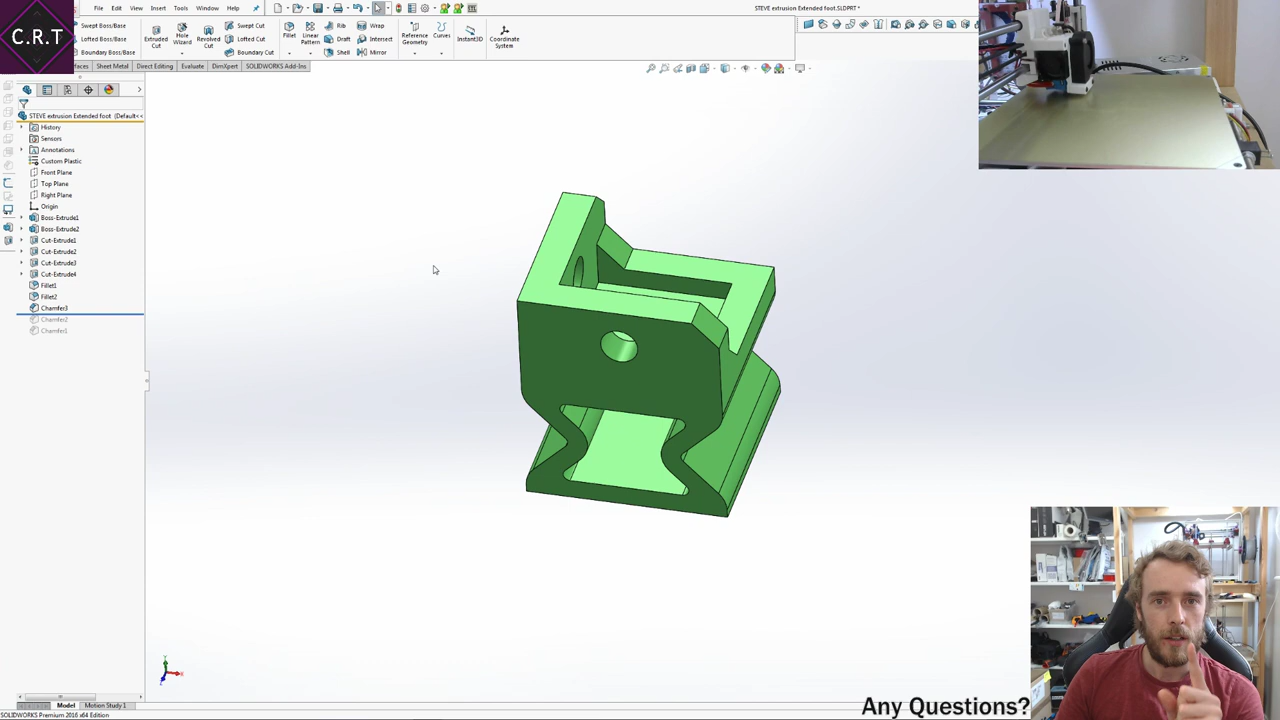 C.R.T
File Edit View Insert Tools Window Help
STEVE extrusion Extended foot.SLDPRT *
Swept Boss/Base
Lofted Boss/Base
Boundary Boss/Base
Extruded Cut
Hole Wizard
Revolved Cut
Swept Cut
Lofted Cut
Boundary Cut
Fillet
Linear Pattern
Rib
Draft
Shell
Wrap
Intersect
Mirror
Reference Geometry
Curves
Instant3D
Coordinate System
Sheet Metal Direct Editing Evaluate DimXpert SOLIDWORKS Add-Ins
STEVE extrusion Extended foot (Default<<
History
Sensors
Annotations
Custom Plastic
Front Plane
Top Plane
Right Plane
Origin
Boss-Extrude1
Boss-Extrude2
Cut-Extrude1
Cut-Extrude2
Cut-Extrude3
Cut-Extrude4
Fillet1
Fillet2
Chamfer3
Chamfer2
Chamfer1
Model Motion Study 1
SOLIDWORKS Premium 2016 x64 Edition
Any Questions?